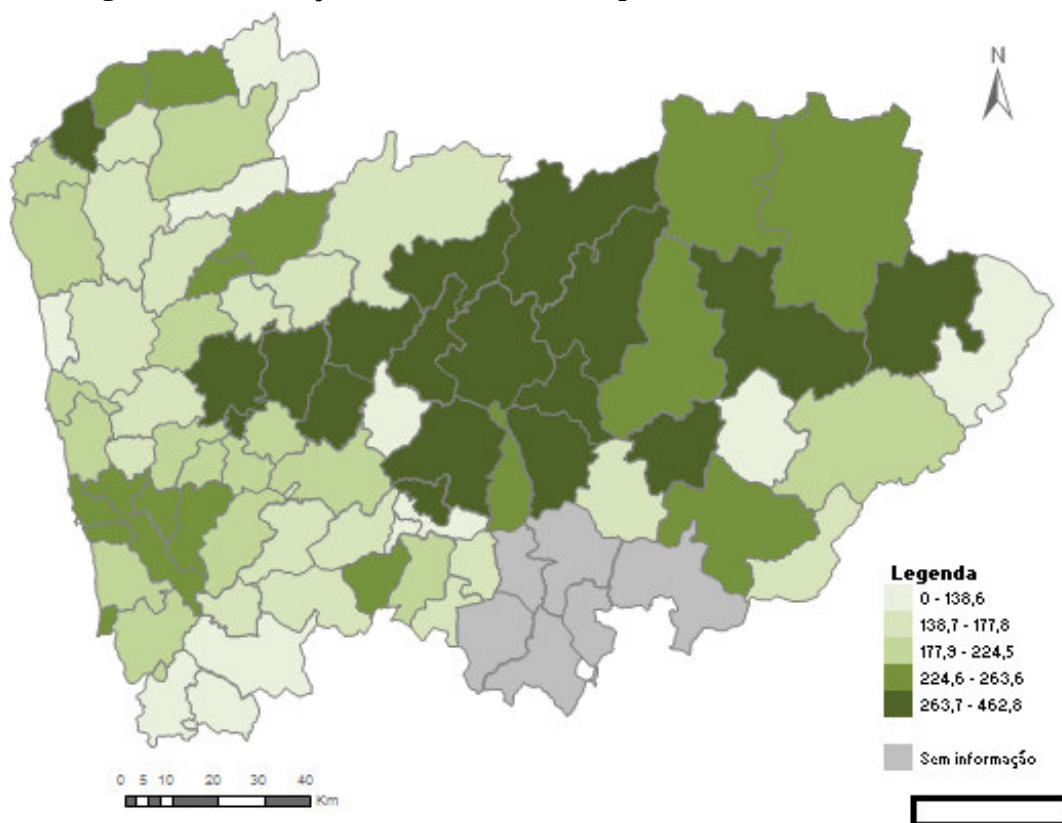 N
Legenda
0 - 138,6
138,7 - 177,8
177,9 - 224,5
224,6 - 263,6
263,7 - 462,8
Sem informação
0 5 10 20 30 40
Km